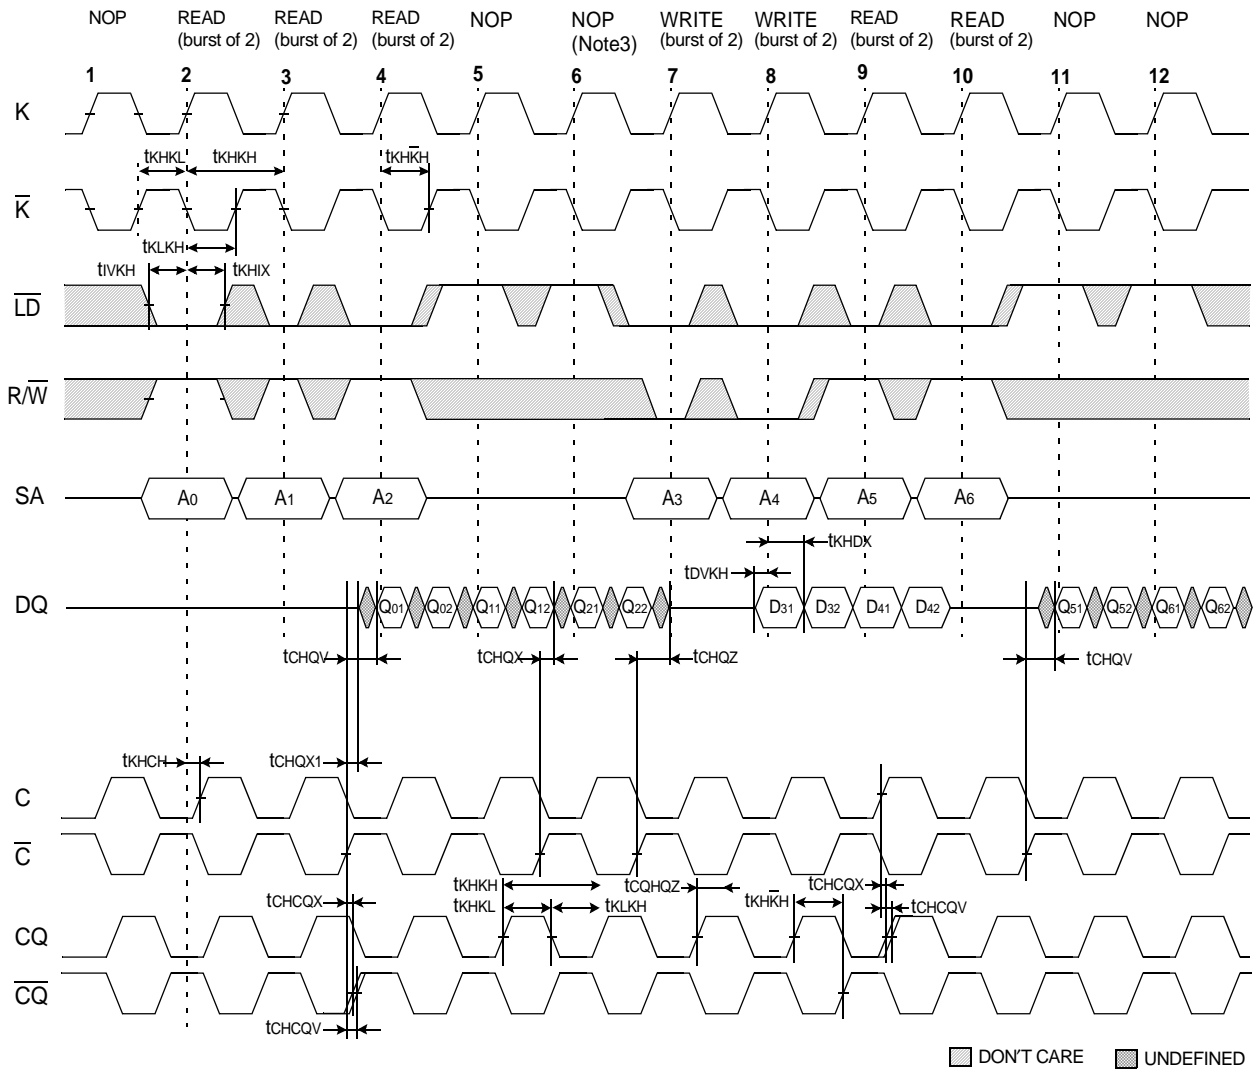 NOP READ READ READ NOP NOP WRITE WRITE READ READ NOP NOP
(burst of 2) (burst of 2) (burst of 2) (Note3) (burst of 2) (burst of 2) (burst of 2) (burst of 2)
1 2 3 4 5 6 7 8 9 10 11 12
K
tKHKL tKHKH tKHK̅H
K̅
tKLKH
tIVKH tKHIX
L̅D̅
R/W̅
SA A0 A1 A2 A3 A4 A5 A6
tKHDX
tDVKH
DQ Q01 Q02 Q11 Q12 Q21 Q22 D31 D32 D41 D42 Q51 Q52 Q61 Q62
tCHQV tCHQX tCHQZ tCHQV
tKHCH tCHQX1
C
C̅
tKHKH tCQHQZ tCHCQX
tCHCQX tKHKL tKLKH tKHK̅H tCHCQV
CQ
C̅Q̅
tCHCQV
DON'T CARE UNDEFINED